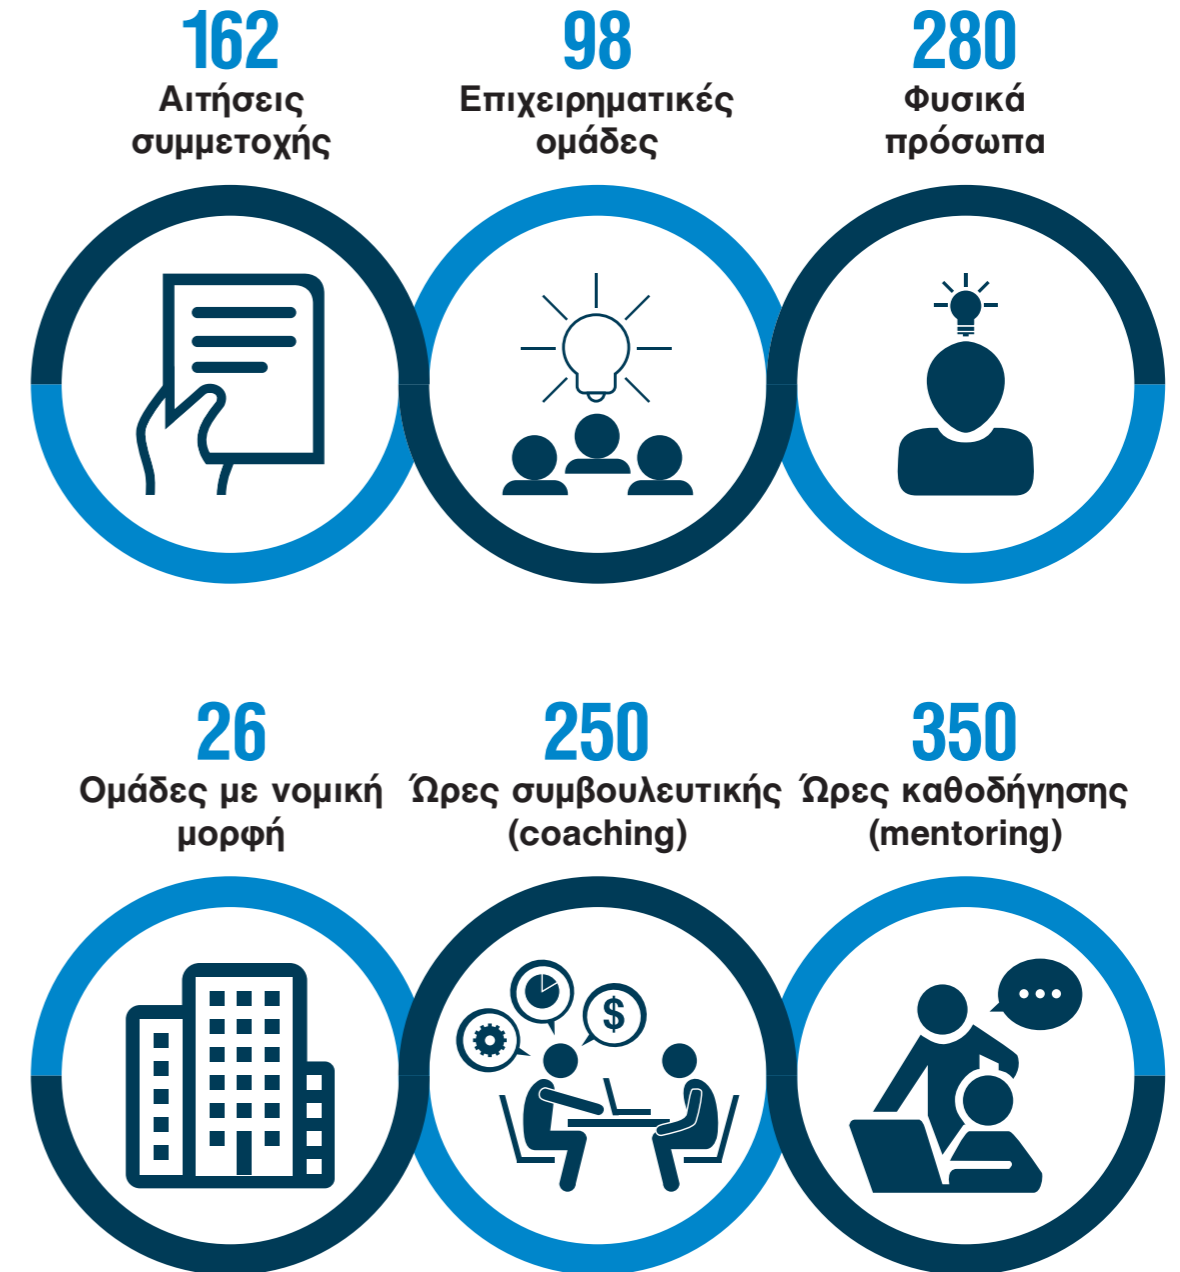 162
Αιτήσεις
συμμετοχής
98
Επιχειρηματικές
ομάδες
280
Φυσικά
πρόσωπα
26
Ομάδες με νομική
μορφή
250
Ώρες συμβουλευτικής
(coaching)
350
Ώρες καθοδήγησης
(mentoring)
$